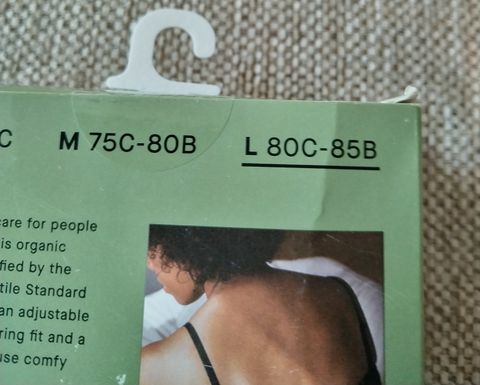 C
M 75C-80B
L 80C-85B
care for people
is organic
fied by the
tile Standard
an adjustable
ring fit and a
use comfy